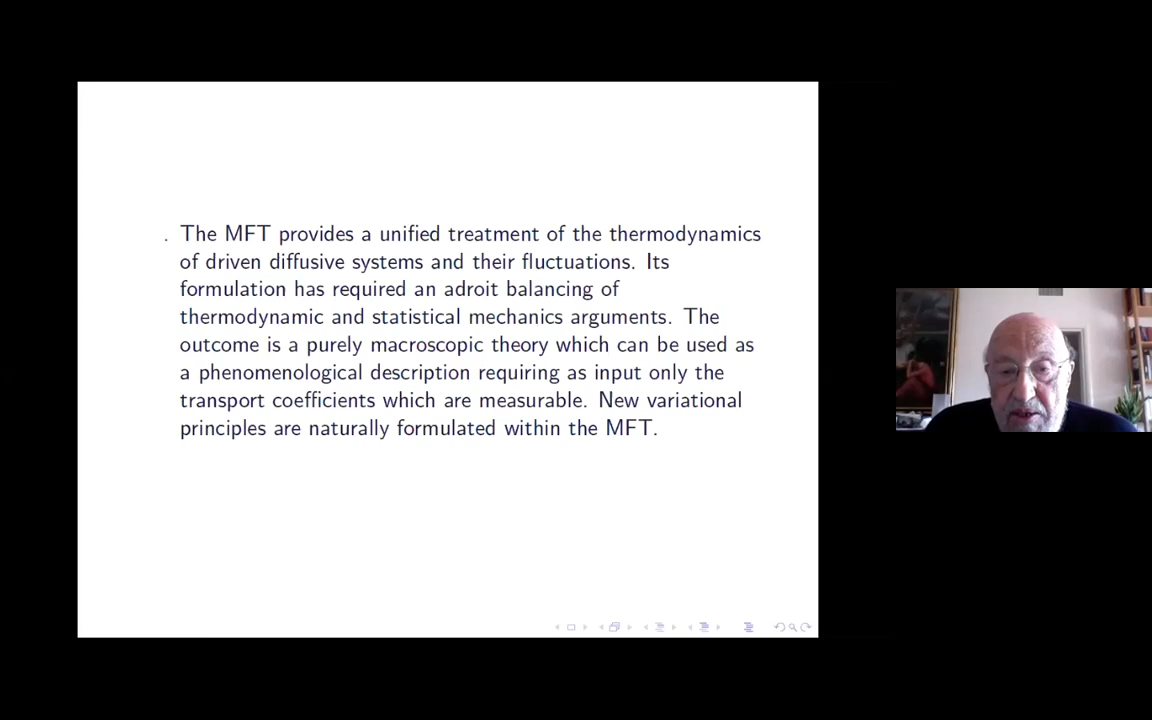 . The MFT provides a unified treatment of the thermodynamics
of driven diffusive systems and their fluctuations. Its
formulation has required an adroit balancing of
thermodynamic and statistical mechanics arguments. The
outcome is a purely macroscopic theory which can be used as
a phenomenological description requiring as input only the
transport coefficients which are measurable. New variational
principles are naturally formulated within the MFT.